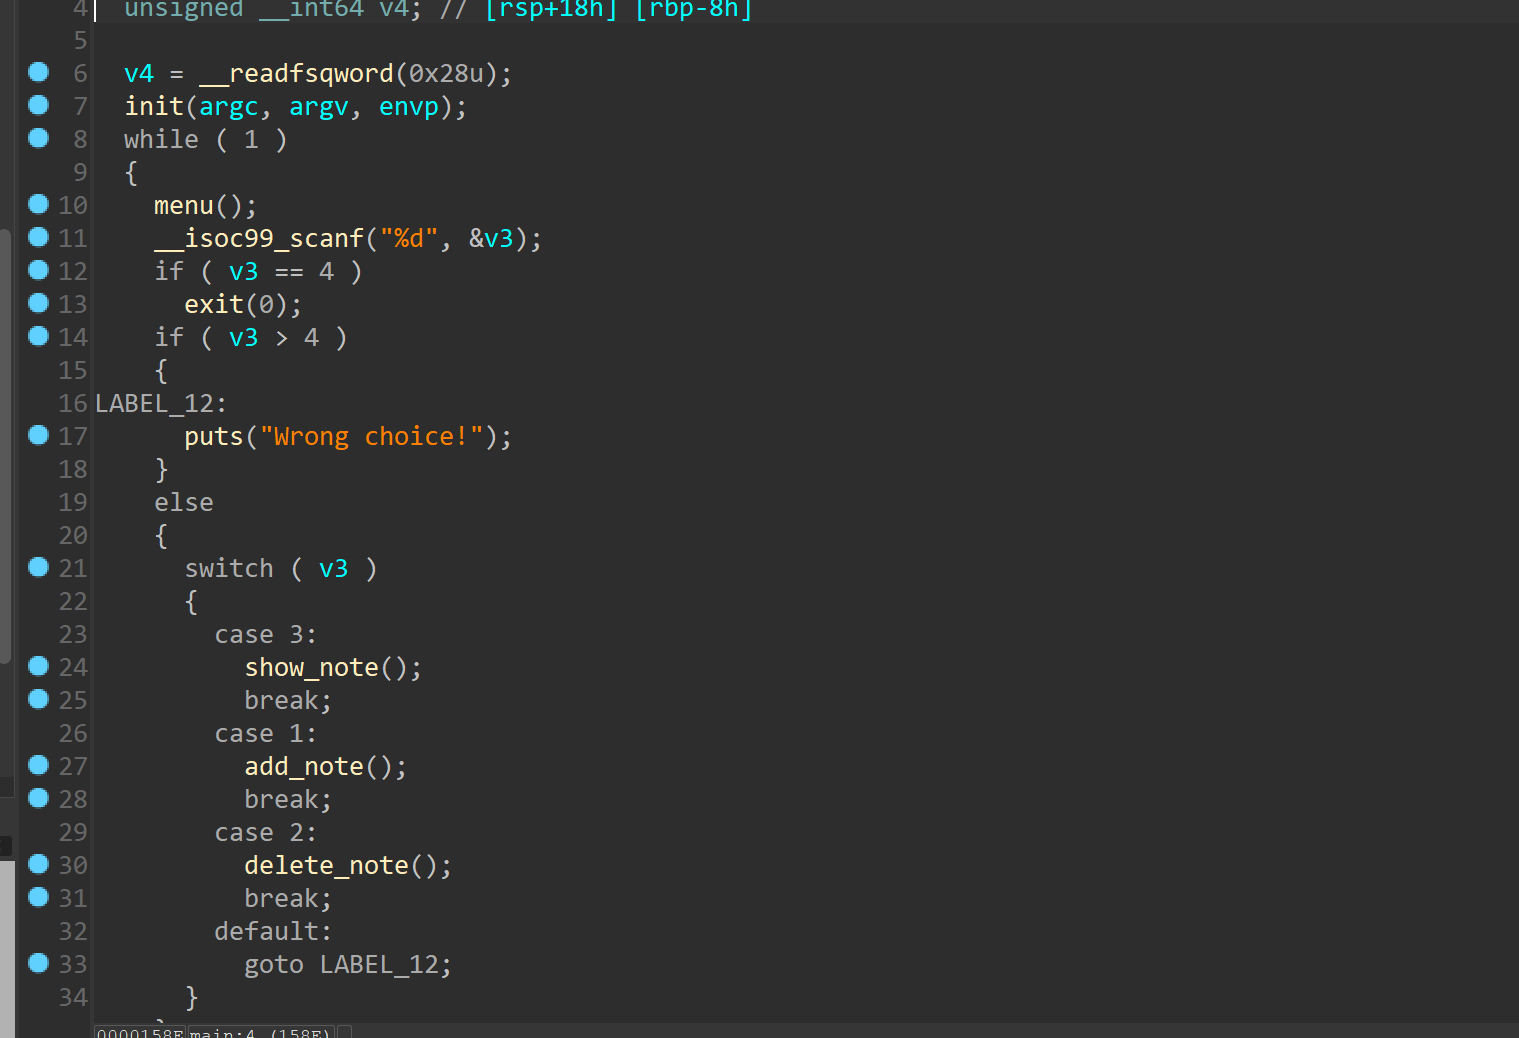 4 unsigned __int64 v4; // [rsp+18h] [rbp-8h]
5
6 v4 = __readfsqword(0x28u);
7 init(argc, argv, envp);
8 while ( 1 )
9 {
10 menu();
11 __isoc99_scanf("%d", &v3);
12 if ( v3 == 4 )
13 exit(0);
14 if ( v3 > 4 )
15 {
16 LABEL_12:
17 puts("Wrong choice!");
18 }
19 else
20 {
21 switch ( v3 )
22 {
23 case 3:
24 show_note();
25 break;
26 case 1:
27 add_note();
28 break;
29 case 2:
30 delete_note();
31 break;
32 default:
33 goto LABEL_12;
34 }
0000158E main:4 (158E)